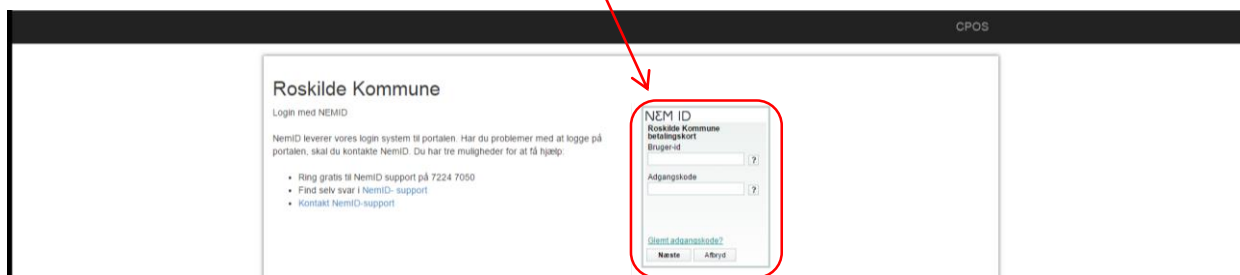 CPOS
Roskilde Kommune
Login med NEMID
NemID leverer vores login system til portalen. Har du problemer med at logge på
portalen, skal du kontakte NemID. Du har tre muligheder for at få hjælp:
• Ring gratis til NemID support på 7224 7050
• Find selv svar i NemID- support
• Kontakt NemID-support
NEM ID
Roskilde Kommune
betalingskort
Bruger-id
?
Adgangskode
?
Glemt adgangskode?
Næste Afbryd